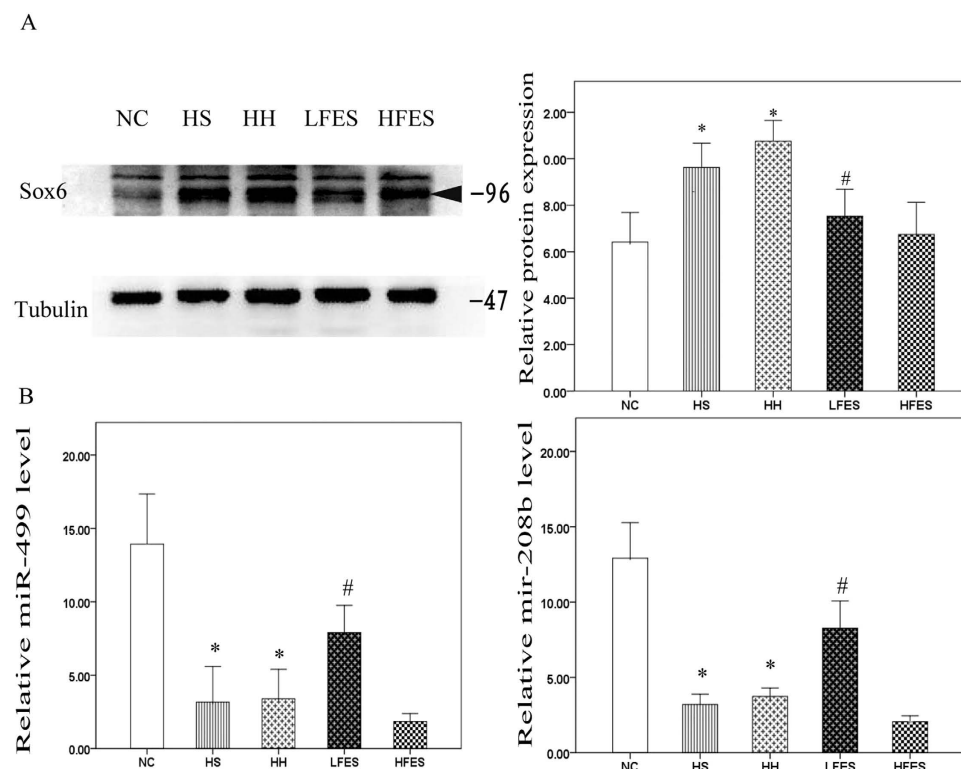 A
NC HS HH LFES HFES
Sox6
-96
Tubulin
-47
Relative protein expression
2.00
0.00
8.00
6.00
4.00
2.00
0.00
* * #
NC HS HH LFES HFES
B
Relative miR-499 level
20.00
15.00
10.00
5.00
0.00
* * #
NC HS HH LFES HFES
Relative mir-208b level
20.00
15.00
10.00
5.00
0.00
* * #
NC HS HH LFES HFES